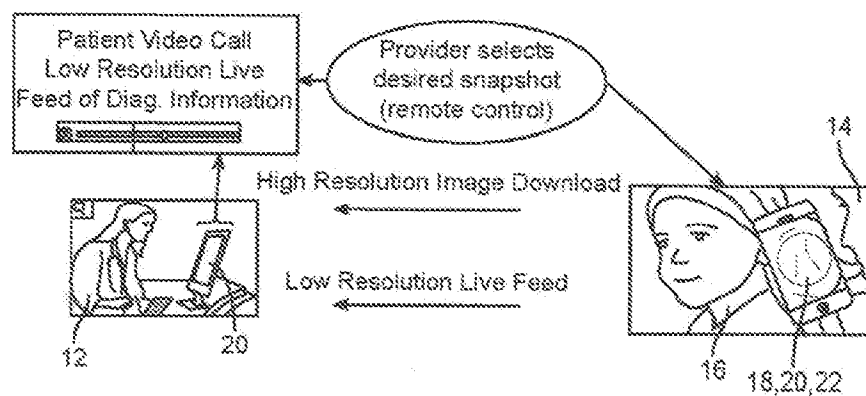 Patient Video Call
Low Resolution Live
Feed of Diag. Information
Provider selects
desired snapshot
(remote control)
14
High Resolution Image Download
Low Resolution Live Feed
12
20
16
18,20,22